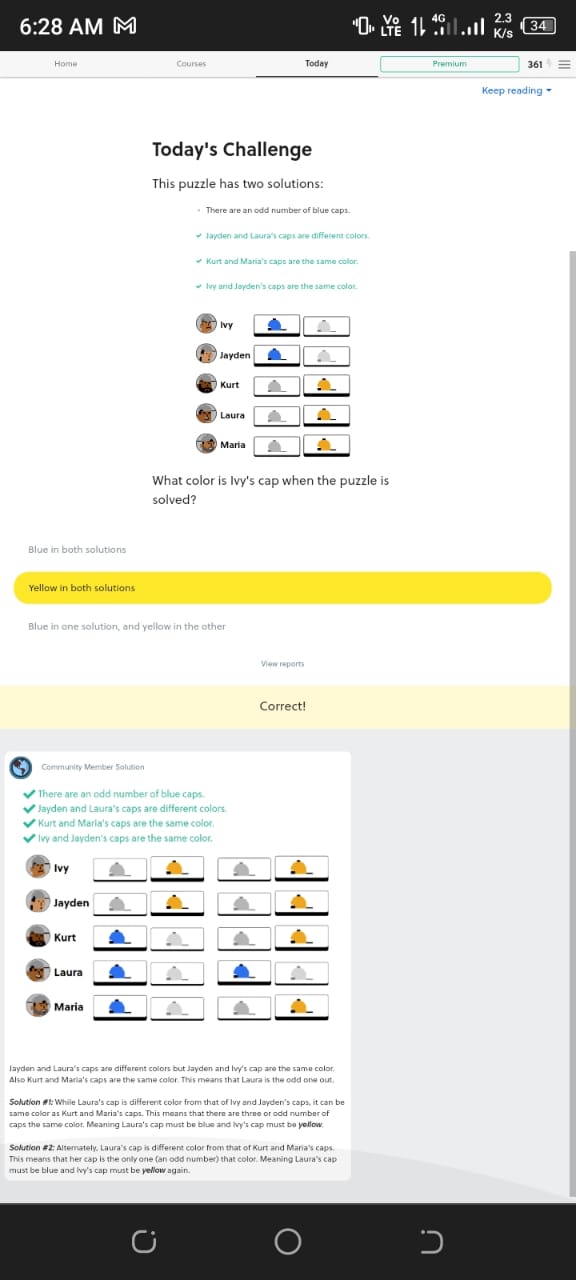 6:28 AM
Vo LTE 4G 2.3 K/s 34
Home Courses Today Premium 361
Keep reading
Today's Challenge
This puzzle has two solutions:
There are an odd number of blue caps.
Jayden and Laura's caps are different colors.
Kurt and Maria's caps are the same color.
Ivy and Jayden's caps are the same color.
Ivy
Jayden
Kurt
Laura
Maria
What color is Ivy's cap when the puzzle is
solved?
Blue in both solutions
Yellow in both solutions
Blue in one solution, and yellow in the other
View reports
Correct!
Community Member Solution
There are an odd number of blue caps.
Jayden and Laura's caps are different colors.
Kurt and Maria's caps are the same color.
Ivy and Jayden's caps are the same color.
Ivy
Jayden
Kurt
Laura
Maria
Jayden and Laura's caps are different colors but Jayden and Ivy's cap are the same color.
Also Kurt and Maria's caps are the same color. This means that Laura is the odd one out.
Solution #1: While Laura's cap is different color from that of Ivy and Jayden's caps, it can be
same color as Kurt and Maria's caps. This means that there are three or odd number of
caps the same color. Meaning Laura's cap must be blue and Ivy's cap must be yellow.
Solution #2: Alternately, Laura's cap is different color from that of Kurt and Maria's caps.
This means that her cap is the only one (an odd number) that color. Meaning Laura's cap
must be blue and Ivy's cap must be yellow again.